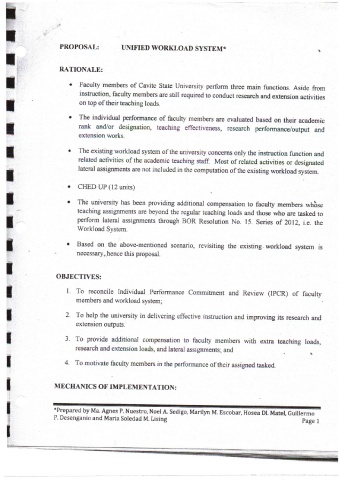 PROPOSAL: UNIFIED WORKLOAD SYSTEM*
RATIONALE:
• Faculty members of Cavite State University perform three main functions. Aside from
instruction, faculty members are still required to conduct research and extension activities
on top of their teaching loads.
• The individual performance of faculty members are evaluated based on their academic
rank and/or designation, teaching effectiveness, research performance/output and
extension works.
• The existing workload system of the university concerns only the instruction function and
related activities of the academic teaching staff. Most of related activities or designated
lateral assignments are not included in the computation of the existing workload system.
• CHED UP (12 units)
• The university has been providing additional compensation to faculty members whose
teaching assignments are beyond the regular teaching loads and those who are tasked to
perform lateral assignments through BOR Resolution No. 15. Series of 2012, i.e. the
Workload System.
• Based on the above-mentioned scenario, revisiting the existing workload system is
necessary, hence this proposal.
OBJECTIVES:
1. To reconcile Individual Performance Commitment and Review (IPCR) of faculty
members and workload system;
2. To help the university in delivering effective instruction and improving its research and
extension outputs.
3. To provide additional compensation to faculty members with extra teaching loads,
research and extension loads, and lateral assignments; and
4. To motivate faculty members in the performance of their assigned tasked.
MECHANICS OF IMPLEMENTATION:
*Prepared by Ma. Agnes P. Nuestro, Noel A. Sedigo, Marilyn M. Escobar, Hosea DL Matel, Guillermo
P. Desenganio and Maria Soledad M. Lising
Page 1